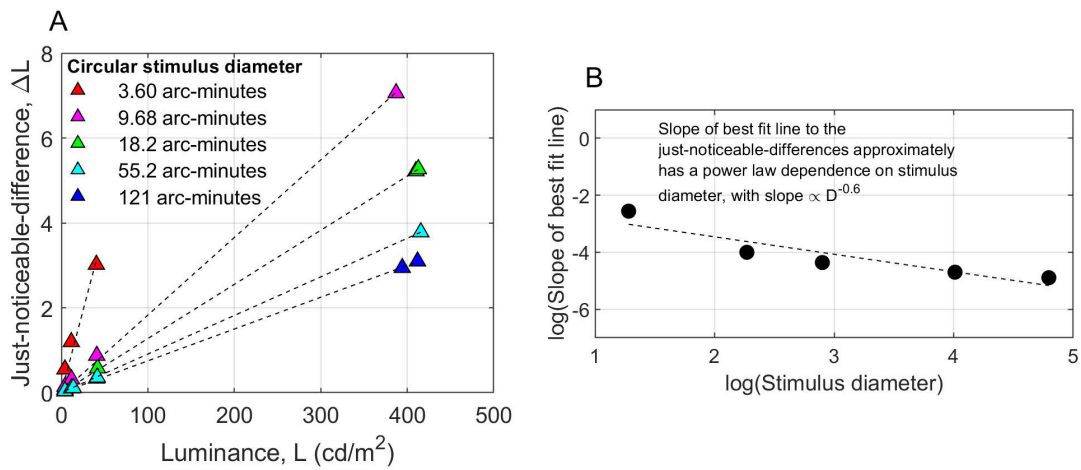 A
Just-noticeable-difference, ΔL
8
6
4
2
0
Circular stimulus diameter
3.60 arc-minutes
9.68 arc-minutes
18.2 arc-minutes
55.2 arc-minutes
121 arc-minutes
0 100 200 300 400 500
Luminance, L (cd/m²)
B
log(Slope of best fit line)
0
-2
-4
-6
Slope of best fit line to the
just-noticeable-differences approximately
has a power law dependence on stimulus
diameter, with slope ∝ D⁻⁰·⁶
1 2 3 4 5
log(Stimulus diameter)